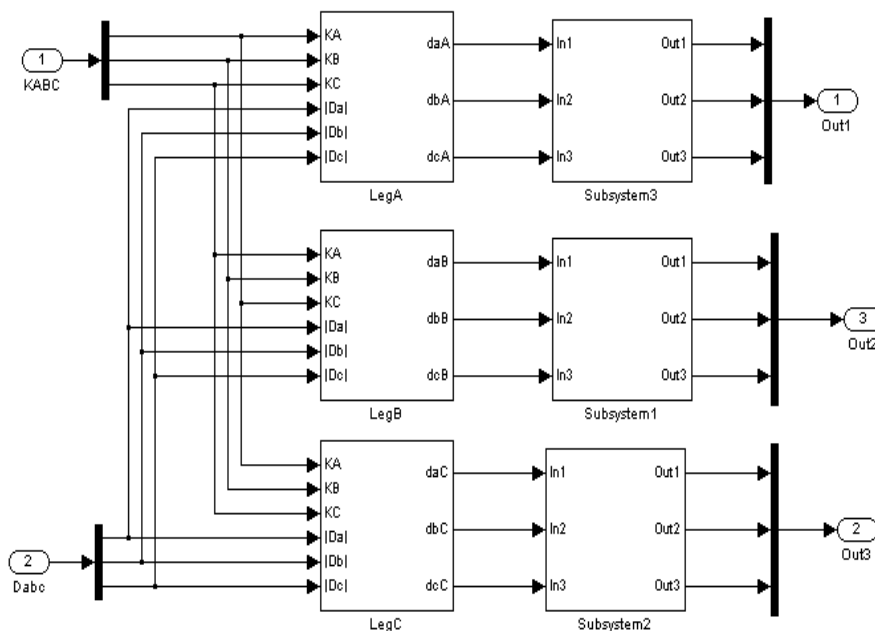 1
KABC
KA
KB
KC
|Da|
|Db|
|Dc|
daA
dbA
dcA
LegA
In1
In2
In3
Out1
Out2
Out3
Subsystem3
1
Out1
KA
KB
KC
|Da|
|Db|
|Dc|
daB
dbB
dcB
LegB
In1
In2
In3
Out1
Out2
Out3
Subsystem1
3
Out2
2
Dabc
KA
KB
KC
|Da|
|Db|
|Dc|
daC
dbC
dcC
LegC
In1
In2
In3
Out1
Out2
Out3
Subsystem2
2
Out3